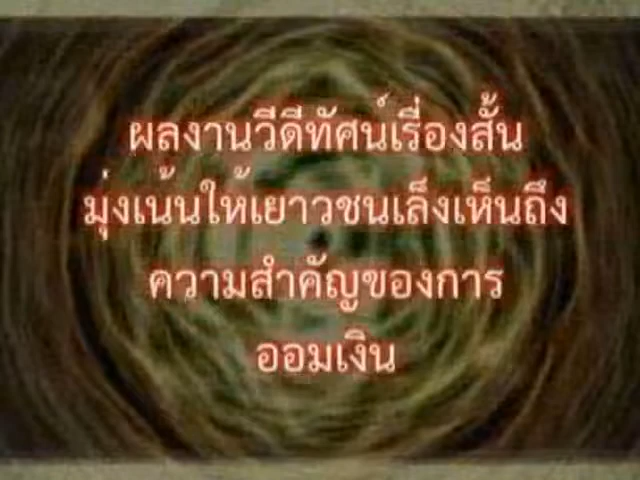 ผลงานวีดีทัศน์เรื่องสั้น
มุ่งเน้นให้เยาวชนเล็งเห็นถึง
ความสำคัญของการ
ออมเงิน